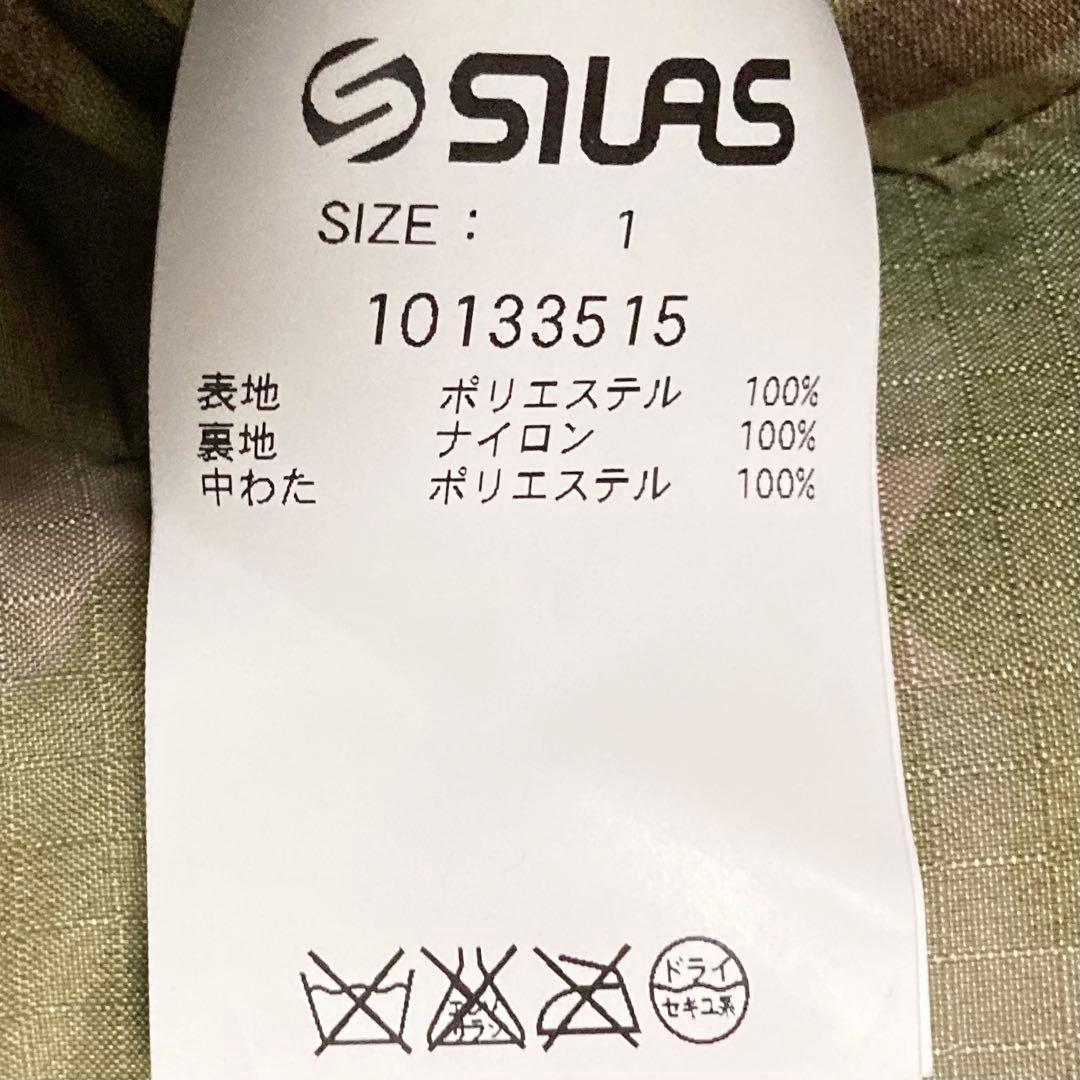 SILAS
SIZE : 1
10133515
表地 ポリエステル 100%
裏地 ナイロン 100%
中わた ポリエステル 100%
ドライ
セキユ系